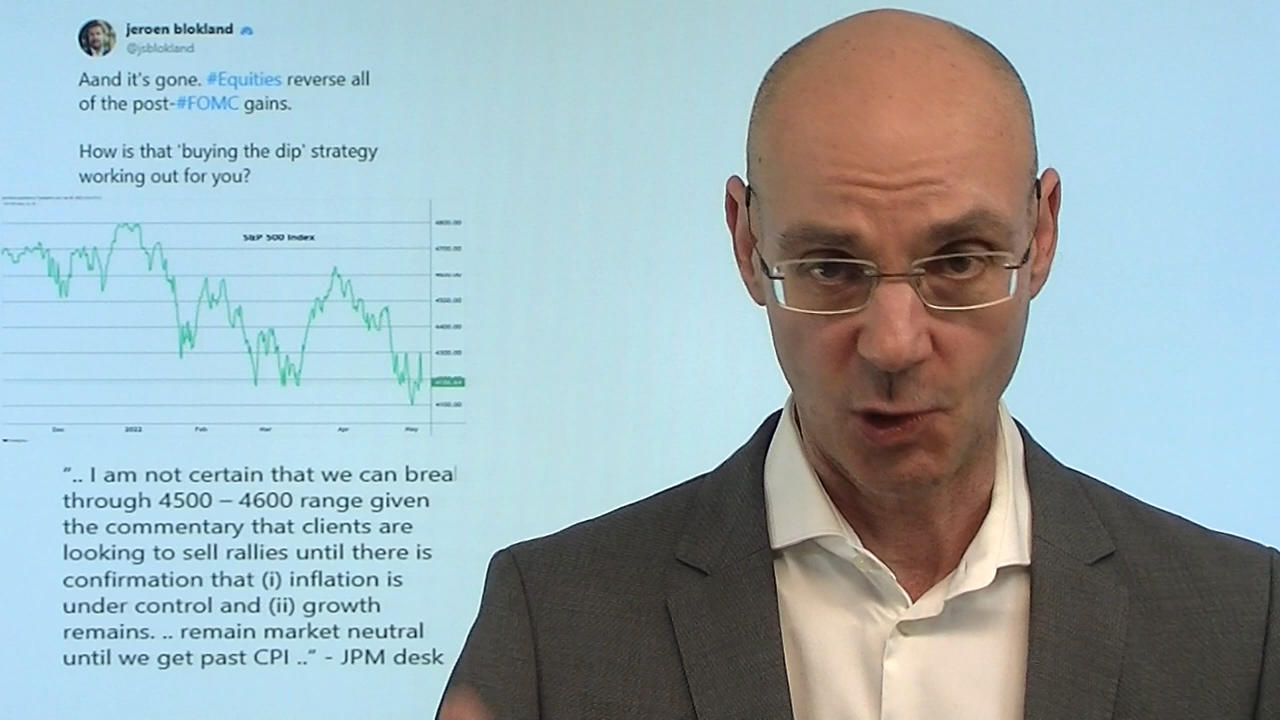 jeroen blokland
@jsblokland
Aand it's gone. #Equities reverse all
of the post-#FOMC gains.
How is that 'buying the dip' strategy
working out for you?
S&P 500 Index
4800.00
4700.00
4600.00
4500.00
4400.00
4300.00
4100.00
Dec
2022
Feb
Mar
Apr
May
".. I am not certain that we can brea
through 4500 – 4600 range given
the commentary that clients are
looking to sell rallies until there is
confirmation that (i) inflation is
under control and (ii) growth
remains. .. remain market neutral
until we get past CPI .." - JPM desk